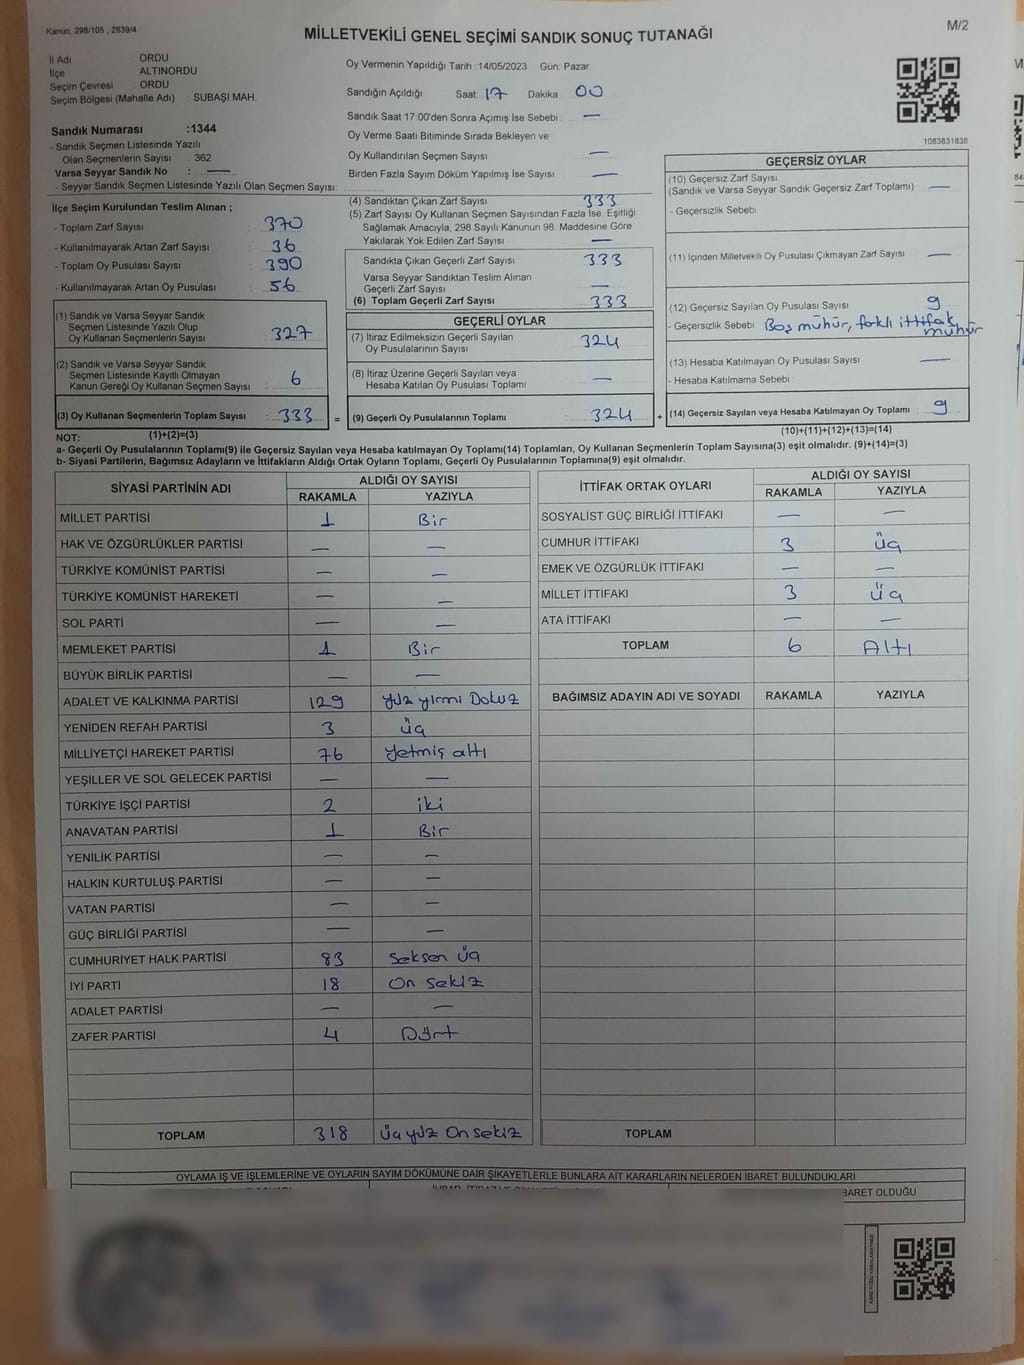 Kanun. 298/105 , 2839/4
MİLLETVEKİLİ GENEL SEÇİMİ SANDIK SONUÇ TUTANAĞI
M/2
İl Adı ORDU
İlçe ALTINORDU
Seçim Çevresi : ORDU
Seçim Bölgesi (Mahalle Adı) : SUBAŞI MAH.
Sandık Numarası :1344
- Sandık Seçmen Listesinde Yazılı
Olan Seçmenlerin Sayısı : 362
Varsa Seyyar Sandık No : —
- Seyyar Sandık Seçmen Listesinde Yazılı Olan Seçmen Sayısı:
Oy Vermenin Yapıldığı Tarih :14/05/2023 Gün: Pazar
Sandığın Açıldığı Saat: 17 Dakika 00
Sandık Saat 17:00'den Sonra Açımış İse Sebebi : —
Oy Verme Saati Bitiminde Sırada Bekleyen ve
Oy Kullandırılan Seçmen Sayısı —
Birden Fazla Sayım Döküm Yapılmış İse Sayısı —
1083831838
İlçe Seçim Kurulundan Teslim Alınan ;
- Toplam Zarf Sayısı : 370
- Kullanılmayarak Artan Zarf Sayısı : 36
- Toplam Oy Pusulası Sayısı : 390
- Kullanılmayarak Artan Oy Pusulası : 56
(1) Sandık ve Varsa Seyyar Sandık
Seçmen Listesinde Yazılı Olup
Oy Kullanan Seçmenlerin Sayısı : 327
(2) Sandık ve Varsa Seyyar Sandık
Seçmen Listesinde Kayıtlı Olmayan
Kanun Gereği Oy Kullanan Seçmen Sayısı : 6
(3) Oy Kullanan Seçmenlerin Toplam Sayısı : 333 =
(4) Sandıktan Çıkan Zarf Sayısı 333
(5) Zarf Sayısı Oy Kullanan Seçmen Sayısından Fazla İse. Eşitliği
Sağlamak Amacıyla, 298 Sayılı Kanunun 98. Maddesine Göre
Yakılarak Yok Edilen Zarf Sayısı —
Sandıkta Çıkan Geçerli Zarf Sayısı 333
Varsa Seyyar Sandıktan Teslim Alınan
Geçerli Zarf Sayısı —
(6) Toplam Geçerli Zarf Sayısı 333
GEÇERLİ OYLAR
(7) İtiraz Edilmeksizin Geçerli Sayılan
Oy Pusulalarının Sayısı 324
(8) İtiraz Üzerine Geçerli Sayılan veya
Hesaba Katılan Oy Pusulası Toplamı —
(9) Geçerli Oy Pusulalarının Toplamı 324 +
GEÇERSİZ OYLAR
(10) Geçersiz Zarf Sayısı
(Sandık ve Varsa Seyyar Sandık Geçersiz Zarf Toplamı) —
- Geçersizlik Sebebi
(11) İçinden Milletvekili Oy Pusulası Çıkmayan Zarf Sayısı —
(12) Geçersiz Sayılan Oy Pusulası Sayısı 9
- Geçersizlik Sebebi Boş mühür, farklı ittifak
mühür
(13) Hesaba Katılmayan Oy Pusulası Sayısı —
- Hesaba Katılmama Sebebi
(14) Geçersiz Sayılan veya Hesaba Katılmayan Oy Toplamı : 9
NOT: (1)+(2)=(3)
(10)+(11)+(12)+(13)=(14)
a- Geçerli Oy Pusulalarının Toplamı(9) ile Geçersiz Sayılan veya Hesaba katılmayan Oy Toplamı(14) Toplamları, Oy Kullanan Seçmenlerin Toplam Sayısına(3) eşit olmalıdır. (9)+(14)=(3)
b- Siyasi Partilerin, Bağımsız Adayların ve İttifakların Aldığı Ortak Oyların Toplamı, Geçerli Oy Pusulalarının Toplamına(9) eşit olmalıdır.
SİYASİ PARTİNİN ADI ALDIĞI OY SAYISI
RAKAMLA YAZIYLA
MİLLET PARTİSİ 1 Bir
HAK VE ÖZGÜRLÜKLER PARTİSİ — —
TÜRKİYE KOMÜNİST PARTİSİ — —
TÜRKİYE KOMÜNİST HAREKETİ — —
SOL PARTİ — —
MEMLEKET PARTİSİ 1 Bir
BÜYÜK BİRLİK PARTİSİ — —
ADALET VE KALKINMA PARTİSİ 129 yüz yirmi Dokuz
YENİDEN REFAH PARTİSİ 3 üç
MİLLİYETÇİ HAREKET PARTİSİ 76 yetmiş altı
YEŞİLLER VE SOL GELECEK PARTİSİ — —
TÜRKİYE İŞÇİ PARTİSİ 2 iki
ANAVATAN PARTİSİ 1 Bir
YENİLİK PARTİSİ — —
HALKIN KURTULUŞ PARTİSİ — —
VATAN PARTİSİ — —
GÜÇ BİRLİĞİ PARTİSİ — —
CUMHURİYET HALK PARTİSİ 83 seksen üç
İYİ PARTİ 18 On sekiz
ADALET PARTİSİ — —
ZAFER PARTİSİ 4 Dört
TOPLAM 318 üç yüz On sekiz
İTTİFAK ORTAK OYLARI ALDIĞI OY SAYISI
RAKAMLA YAZIYLA
SOSYALİST GÜÇ BİRLİĞİ İTTİFAKI — —
CUMHUR İTTİFAKI 3 üç
EMEK VE ÖZGÜRLÜK İTTİFAKI — —
MİLLET İTTİFAKI 3 üç
ATA İTTİFAKI — —
TOPLAM 6 Altı
BAĞIMSIZ ADAYIN ADI VE SOYADI RAKAMLA YAZIYLA
TOPLAM
OYLAMA İŞ VE İŞLEMLERİNE VE OYLARIN SAYIM DÖKÜMÜNE DAİR ŞİKAYETLERLE BUNLARA AİT KARARLARIN NELERDEN İBARET BULUNDUKLARI
BARET OLDUĞU